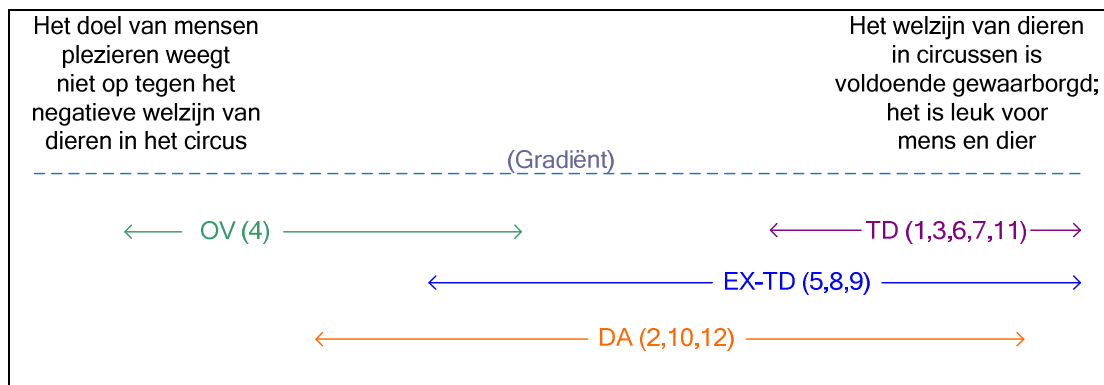 Het doel van mensen
plezieren weegt
niet op tegen het
negatieve welzijn van
dieren in het circus
Het welzijn van dieren
in circussen is
voldoende gewaarborgd;
het is leuk voor
mens en dier
(Gradiënt)
OV (4)
TD (1,3,6,7,11)
EX-TD (5,8,9)
DA (2,10,12)